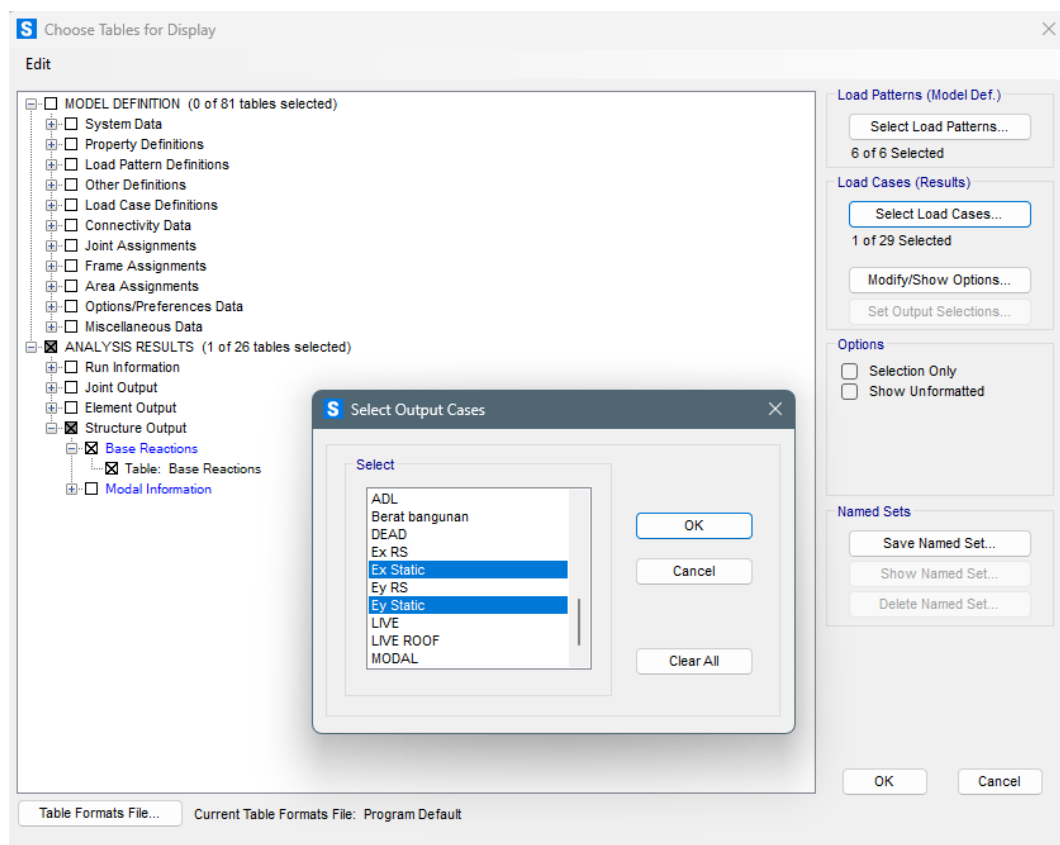 S Choose Tables for Display
Edit
MODEL DEFINITION (0 of 81 tables selected)
System Data
Property Definitions
Load Pattern Definitions
Other Definitions
Load Case Definitions
Connectivity Data
Joint Assignments
Frame Assignments
Area Assignments
Options/Preferences Data
Miscellaneous Data
ANALYSIS RESULTS (1 of 26 tables selected)
Run Information
Joint Output
Element Output
Structure Output
Base Reactions
Table: Base Reactions
Modal Information
S Select Output Cases
Select
ADL
Berat bangunan
DEAD
Ex RS
Ex Static
Ey RS
Ey Static
LIVE
LIVE ROOF
MODAL
OK
Cancel
Clear All
Load Patterns (Model Def.)
Select Load Patterns...
6 of 6 Selected
Load Cases (Results)
Select Load Cases...
1 of 29 Selected
Modify/Show Options...
Set Output Selections...
Options
Selection Only
Show Unformatted
Named Sets
Save Named Set...
Show Named Set...
Delete Named Set...
OK
Cancel
Table Formats File...
Current Table Formats File: Program Default